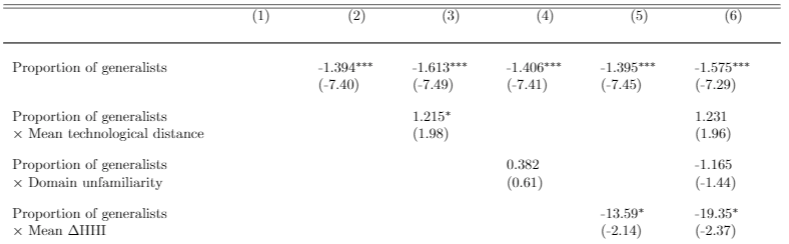 (1) (2) (3) (4) (5) (6)
Proportion of generalists -1.394*** -1.613*** -1.406*** -1.395*** -1.575***
(-7.40) (-7.49) (-7.41) (-7.45) (-7.29)
Proportion of generalists 1.215* 1.231
× Mean technological distance (1.98) (1.96)
Proportion of generalists 0.382 -1.165
× Domain unfamiliarity (0.61) (-1.44)
Proportion of generalists -13.59* -19.35*
× Mean ΔHHI (-2.14) (-2.37)